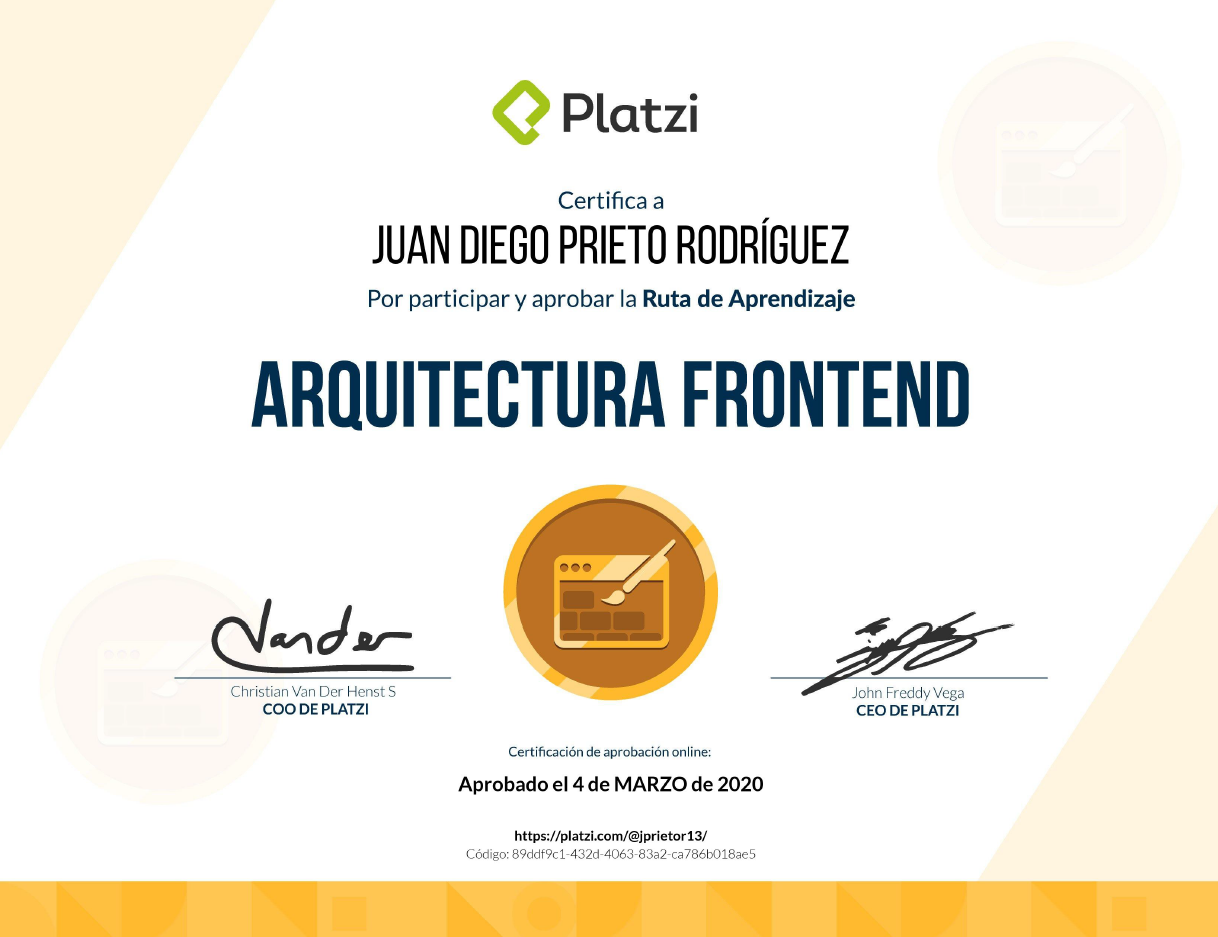 Platzi
Certifica a
JUAN DIEGO PRIETO RODRÍGUEZ
Por participar y aprobar la Ruta de Aprendizaje
ARQUITECTURA FRONTEND
Vander
Christian Van Der Henst S
COO DE PLATZI
John Freddy Vega
CEO DE PLATZI
Certificación de aprobación online:
Aprobado el 4 de MARZO de 2020
https://platzi.com/@jprietor13/
Código: 89ddf9c1-432d-4063-83a2-ca786b018ae5